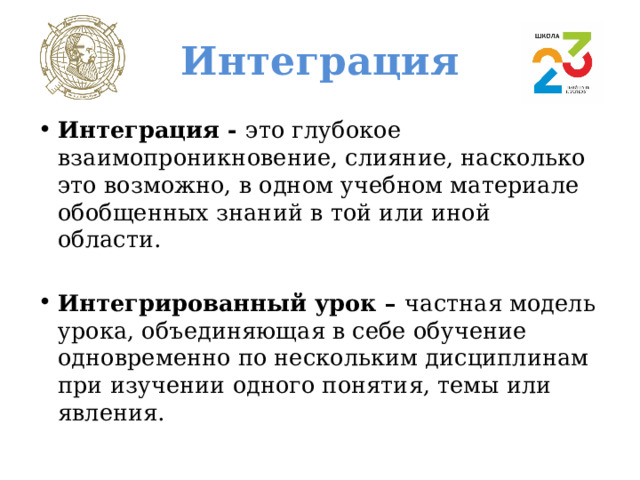 Интеграция
ШКОЛА
23
• Интеграция - это глубокое
взаимопроникновение, слияние, насколько
это возможно, в одном учебном материале
обобщенных знаний в той или иной
области.
• Интегрированный урок – частная модель
урока, объединяющая в себе обучение
одновременно по нескольким дисциплинам
при изучении одного понятия, темы или
явления.